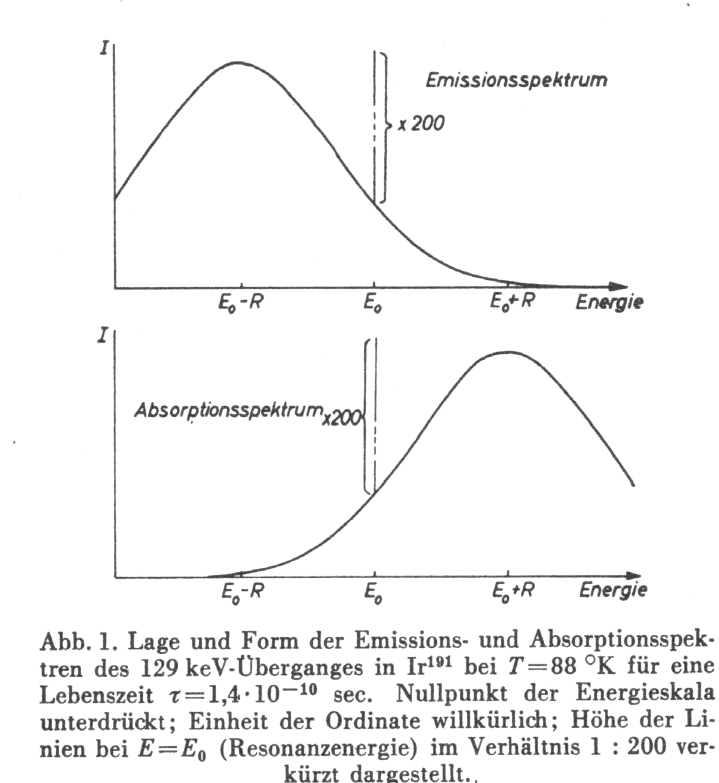 I
Emissionsspektrum
x 200
E₀-R
E₀
E₀+R
Energie
I
Absorptionsspektrum
x200
E₀-R
E₀
E₀+R
Energie
Abb. 1. Lage und Form der Emissions- und Absorptionsspek-
tren des 129 keV-Überganges in Ir¹⁹¹ bei T=88 °K für eine
Lebenszeit τ=1,4·10⁻¹⁰ sec. Nullpunkt der Energieskala
unterdrückt; Einheit der Ordinate willkürlich; Höhe der Li-
nien bei E=E₀ (Resonanzenergie) im Verhältnis 1 : 200 ver-
kürzt dargestellt.